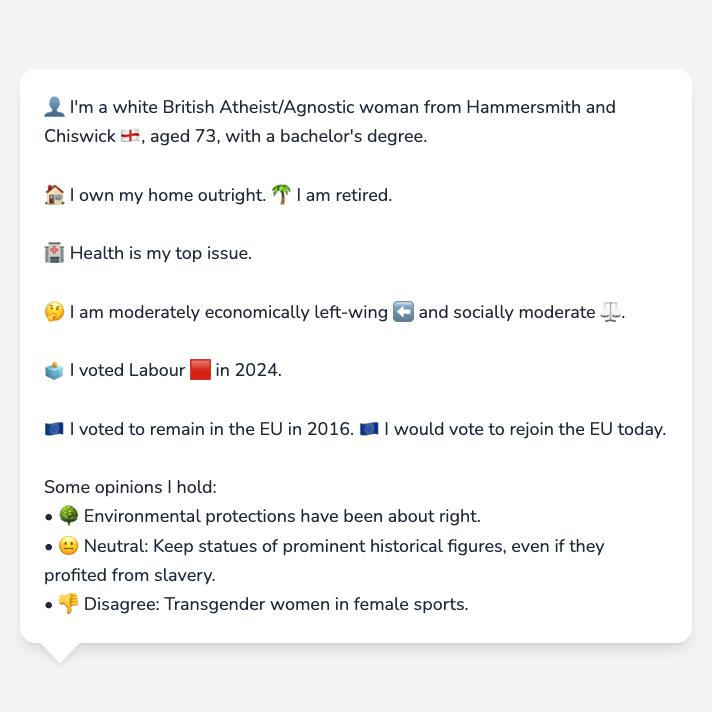 👤 I'm a white British Atheist/Agnostic woman from Hammersmith and
Chiswick 🏴󠁧󠁢󠁥󠁮󠁧󠁿, aged 73, with a bachelor's degree.
🏠 I own my home outright. 🌴 I am retired.
🏥 Health is my top issue.
🤔 I am moderately economically left-wing ⬅️ and socially moderate ⚖️.
🗳️ I voted Labour 🟥 in 2024.
🇪🇺 I voted to remain in the EU in 2016. 🇪🇺 I would vote to rejoin the EU today.
Some opinions I hold:
• 🌳 Environmental protections have been about right.
• 😐 Neutral: Keep statues of prominent historical figures, even if they
profited from slavery.
• 👎 Disagree: Transgender women in female sports.